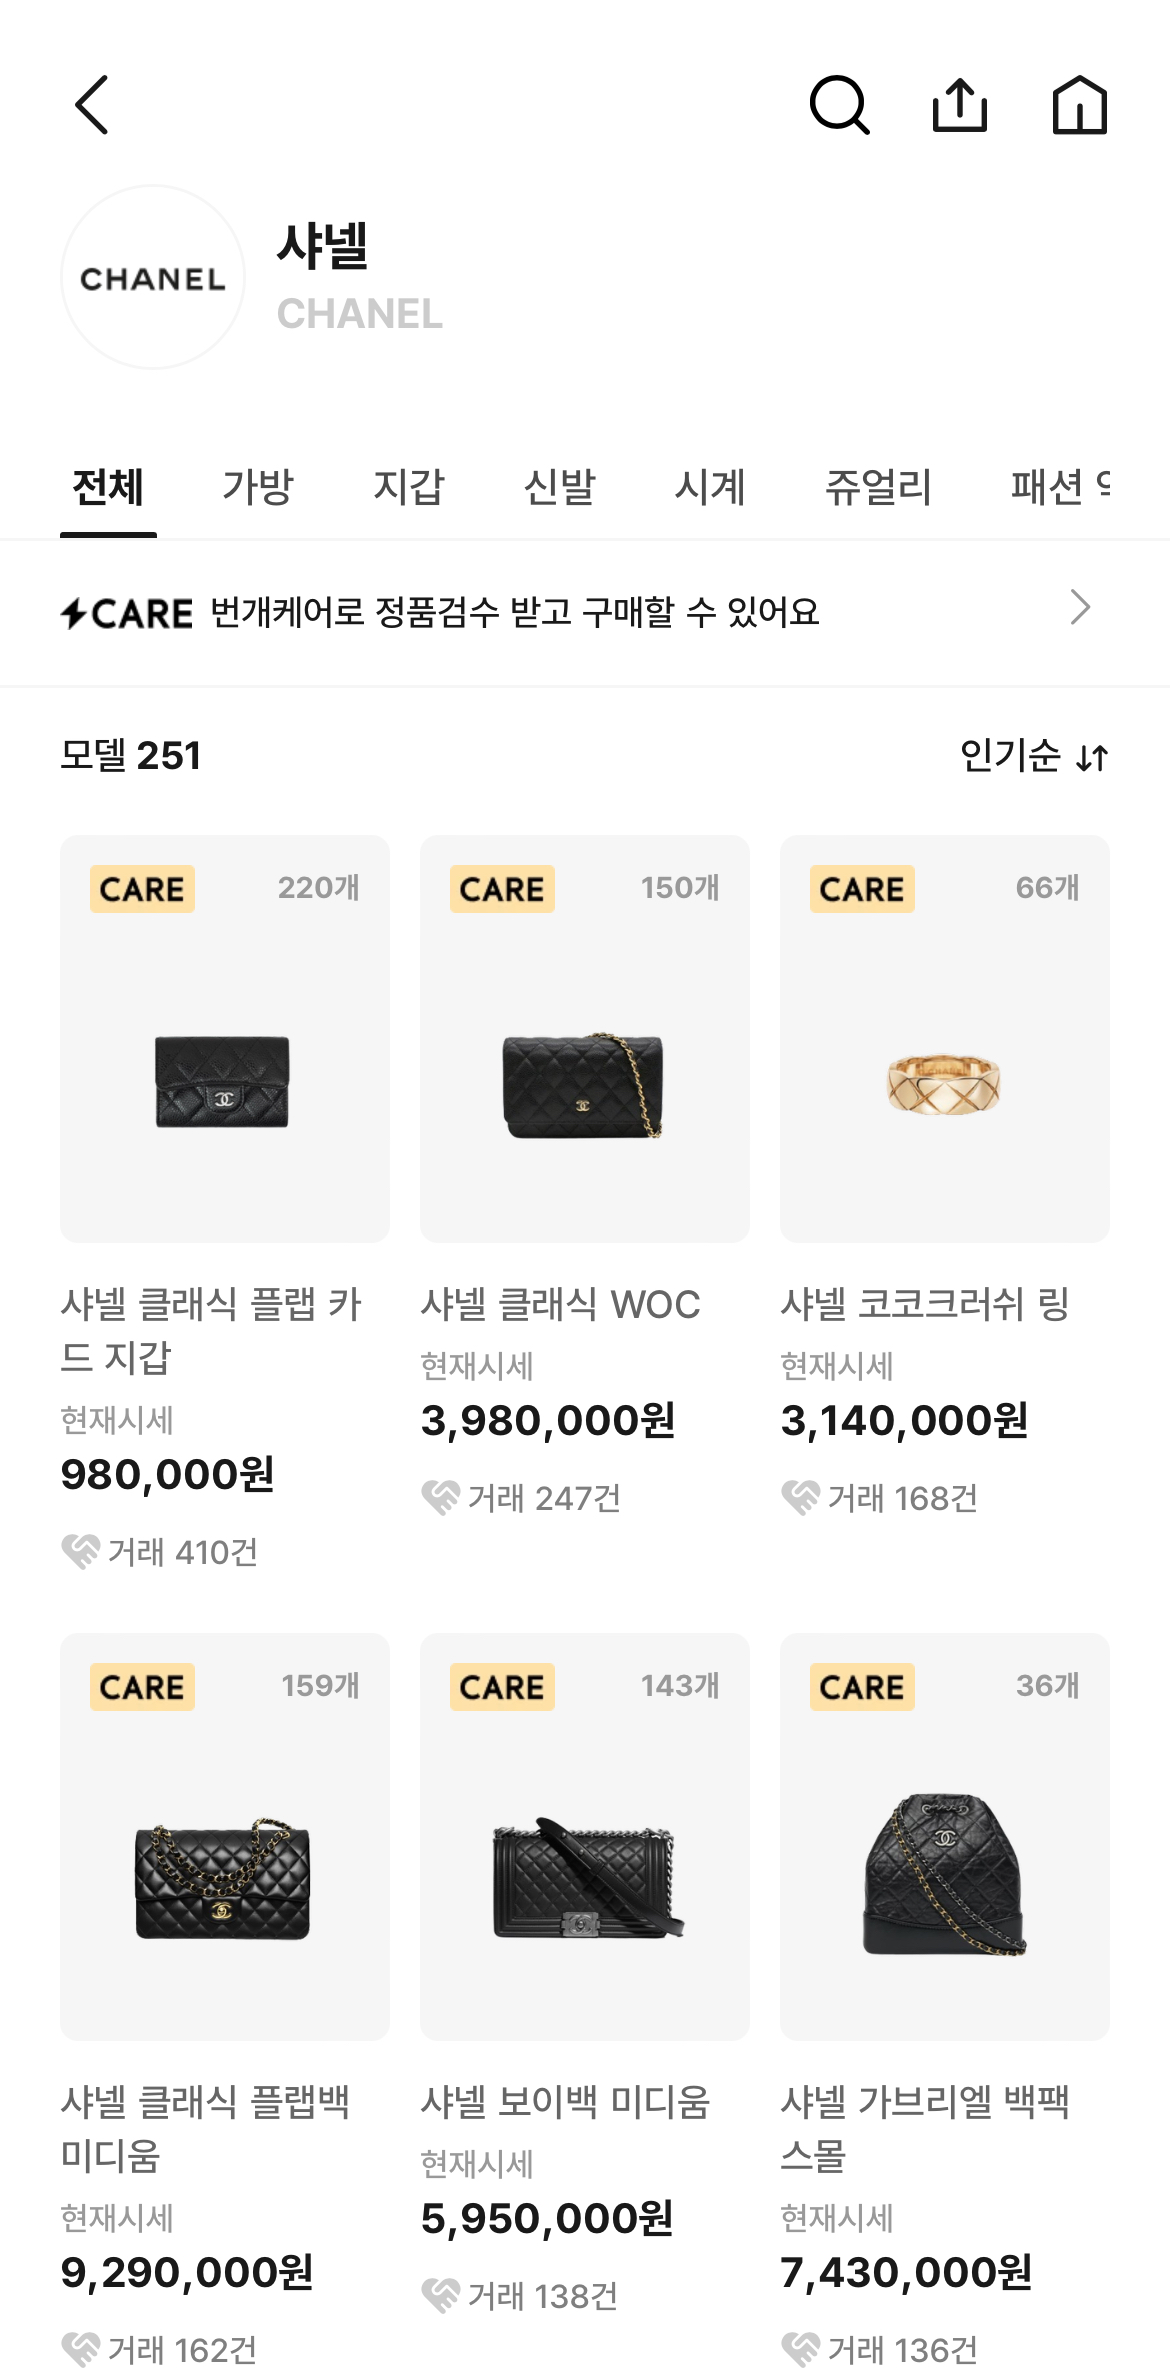 CHANEL
샤넬
CHANEL
전체 가방 지갑 신발 시계 쥬얼리 패션
CARE 번개케어로 정품검수 받고 구매할 수 있어요
모델 251
인기순
CARE 220개
CARE 150개
CARE 66개
샤넬 클래식 플랩 카
드 지갑
현재시세
980,000원
거래 410건
샤넬 클래식 WOC
현재시세
3,980,000원
거래 247건
샤넬 코코크러쉬 링
현재시세
3,140,000원
거래 168건
CARE 159개
CARE 143개
CARE 36개
샤넬 클래식 플랩백
미디움
현재시세
9,290,000원
거래 162건
샤넬 보이백 미디움
현재시세
5,950,000원
거래 138건
샤넬 가브리엘 백팩
스몰
현재시세
7,430,000원
거래 136건